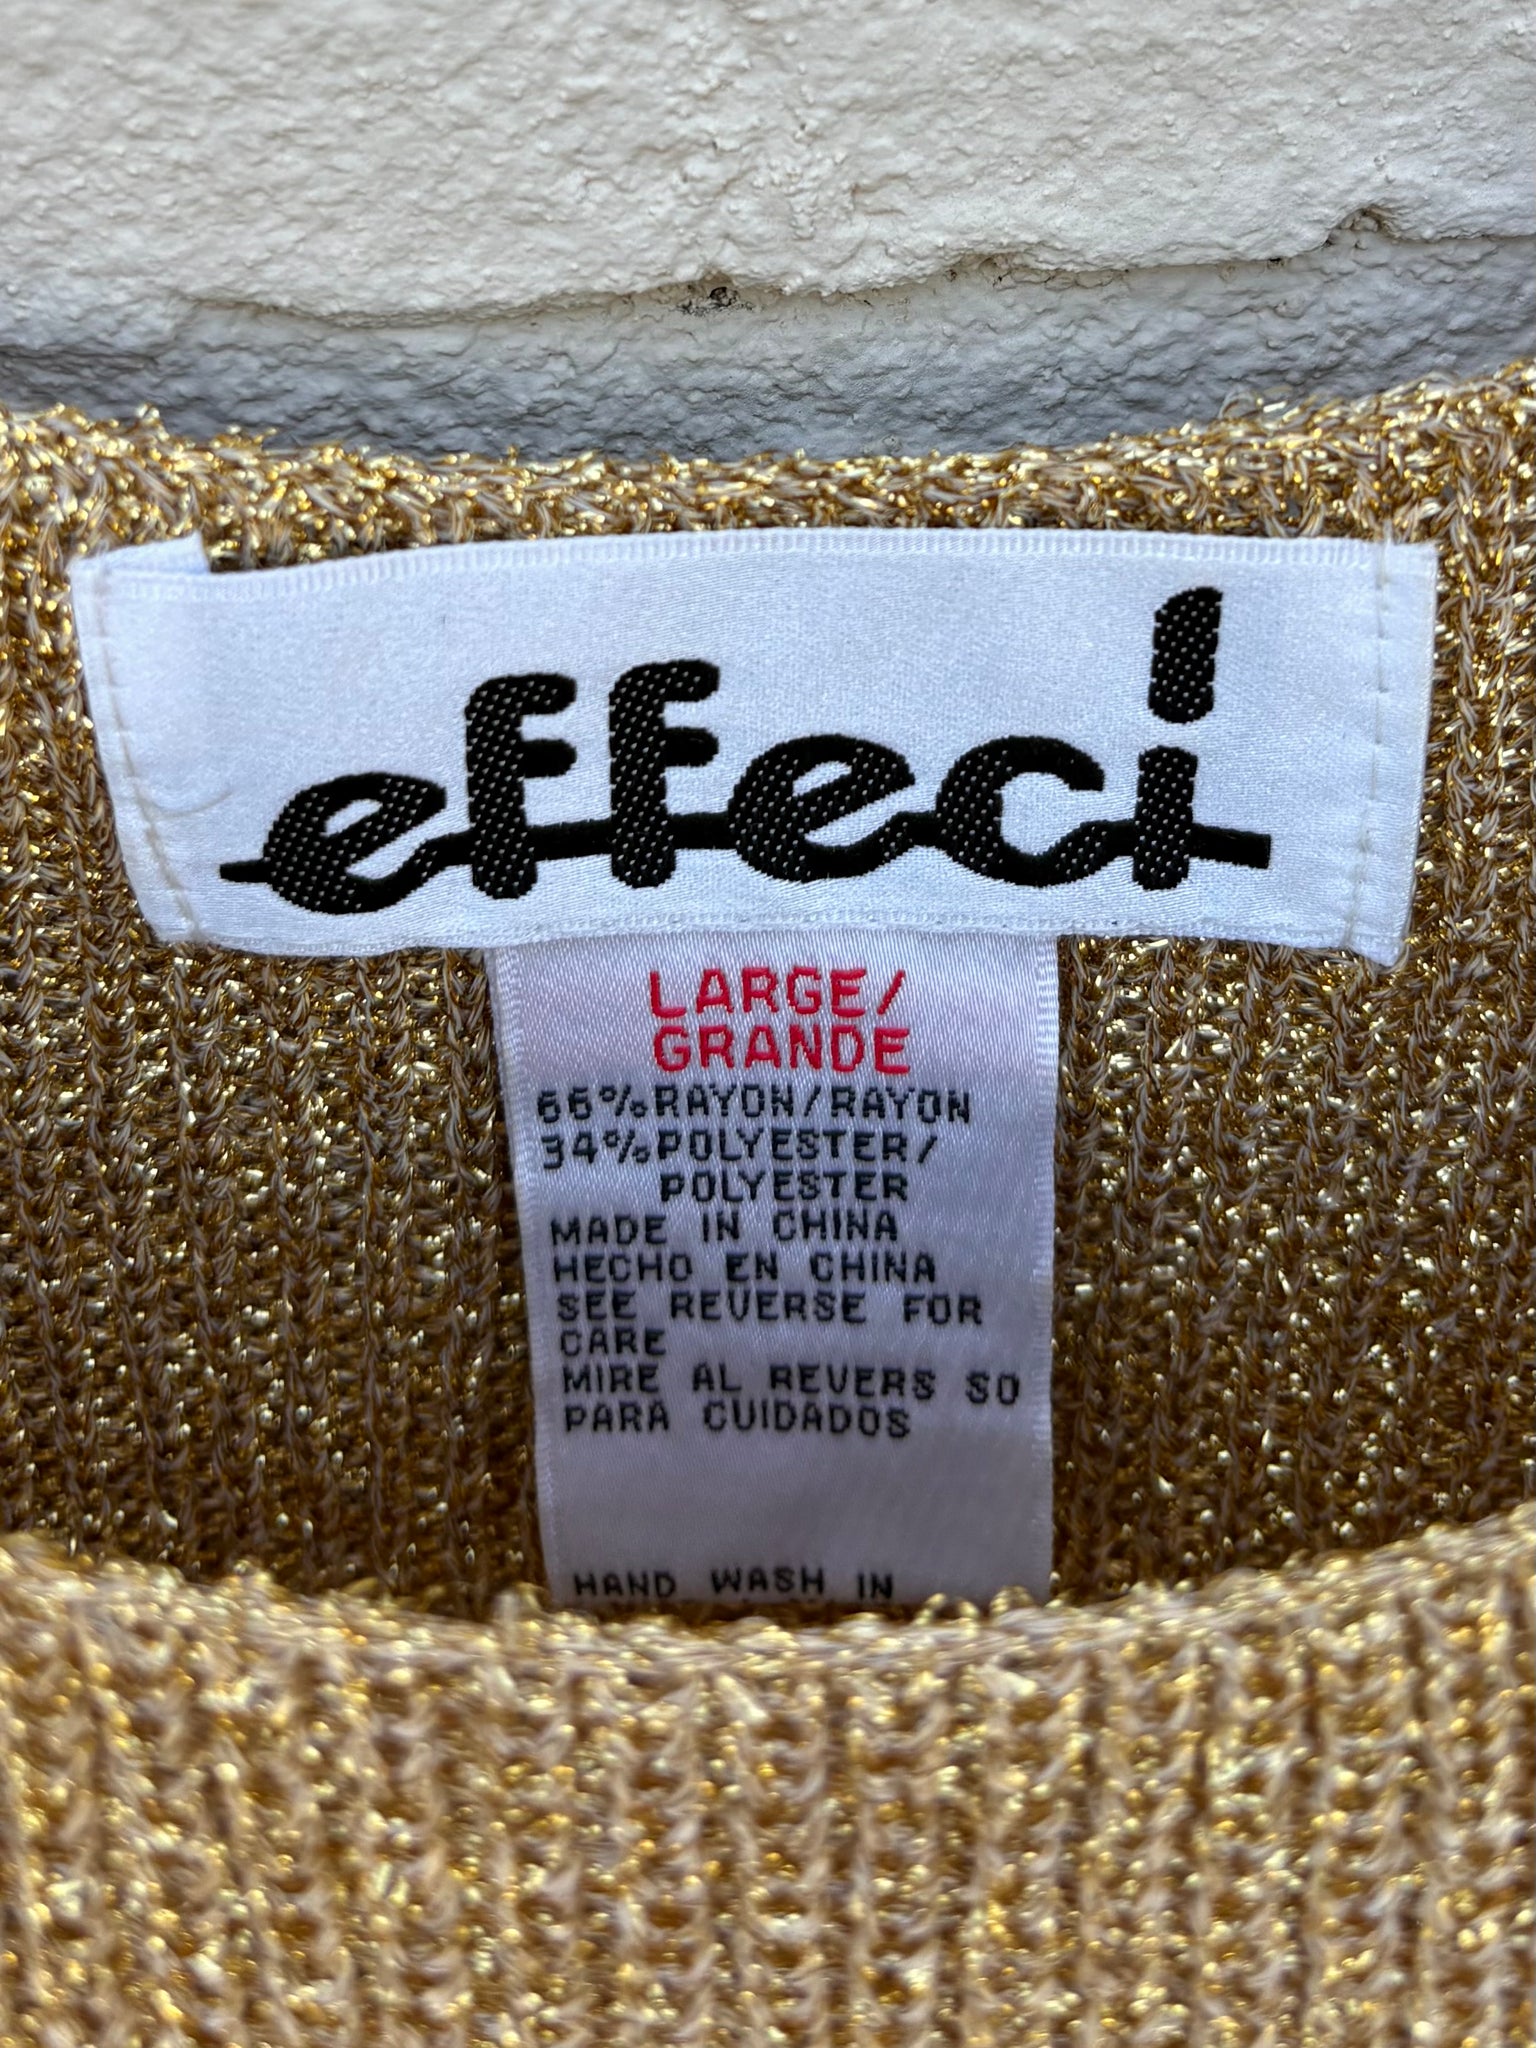 effeci
LARGE/
GRANDE
66%RAYON/RAYON
34%POLYESTER/
POLYESTER
MADE IN CHINA
HECHO EN CHINA
SEE REVERSE FOR
CARE
MIRE AL REVERS SO
PARA CUIDADOS
HAND WASH IN